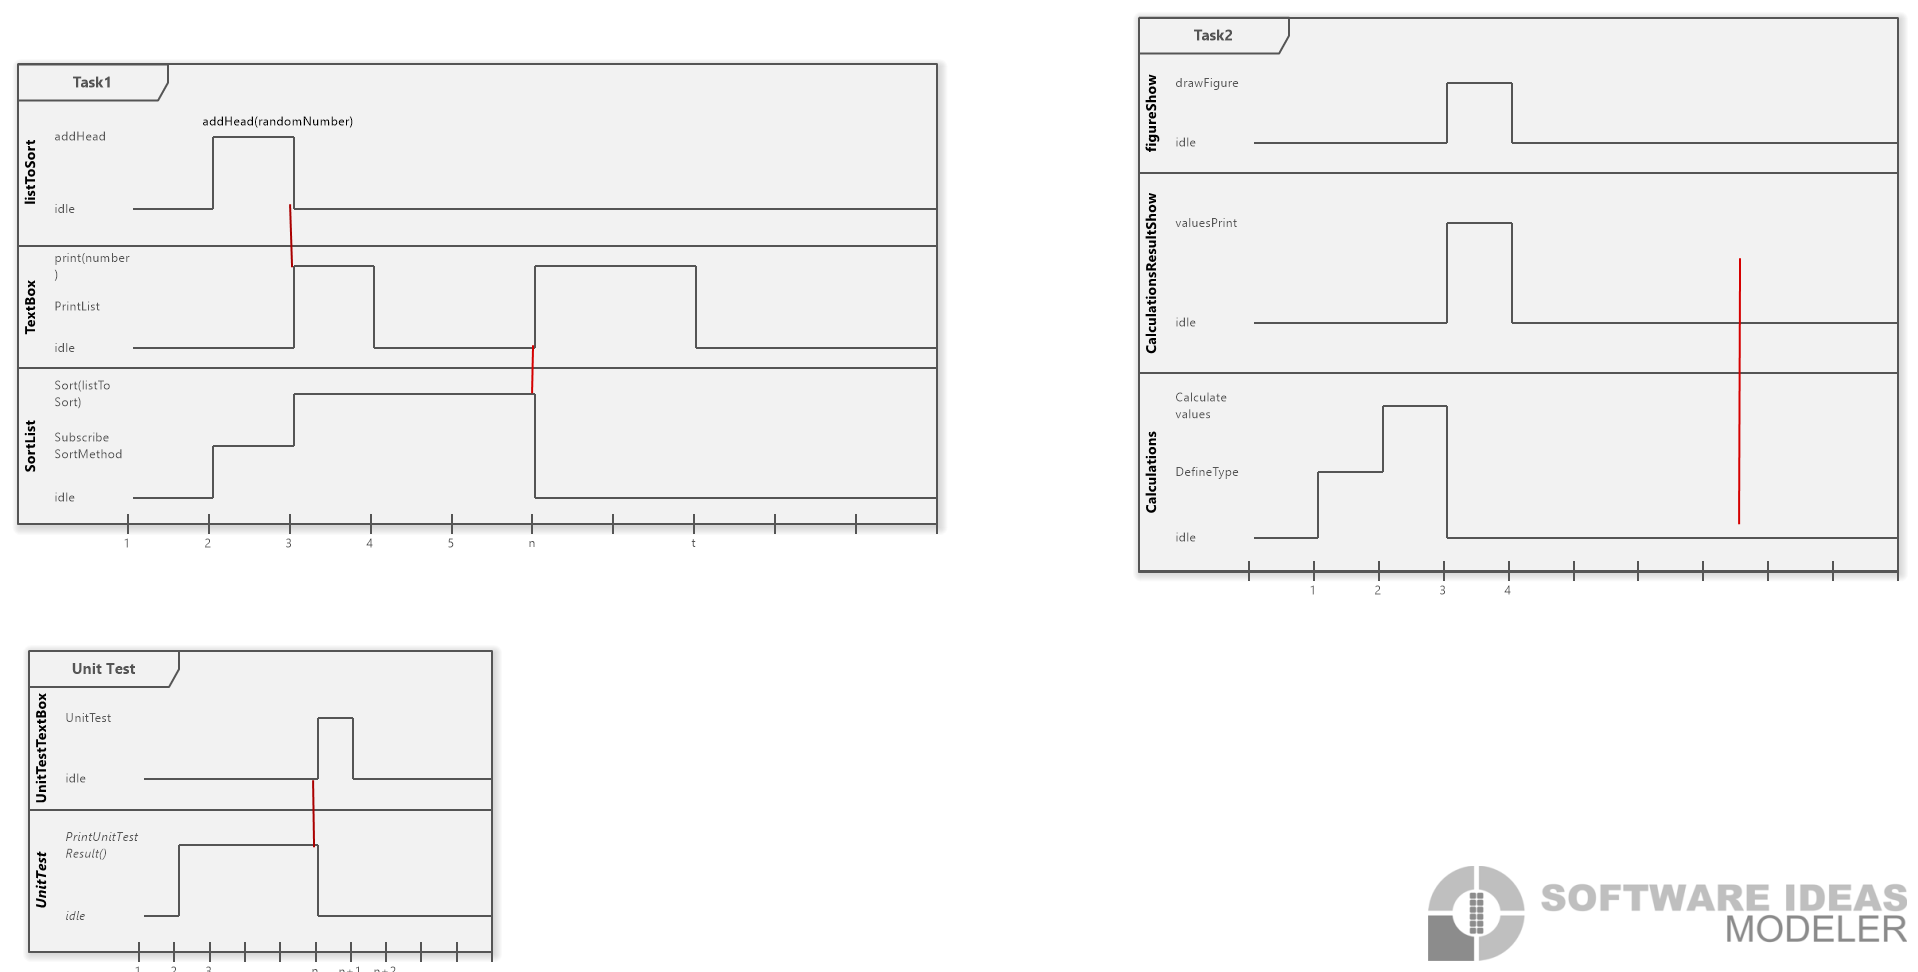 Task1
listToSort
addHead
addHead(randomNumber)
idle
TextBox
print(number
)
PrintList
idle
SortList
Sort(listTo
Sort)
Subscribe
SortMethod
idle
1 2 3 4 5 n t
Task2
figureShow
drawFigure
idle
CalculationsResultShow
valuesPrint
idle
Calculations
Calculate
values
DefineType
idle
1 2 3 4
Unit Test
UnitTestTextBox
UnitTest
idle
UnitTest
PrintUnitTest
Result()
idle
1 2 3 n n+1 n+2
SOFTWARE IDEAS
MODELER